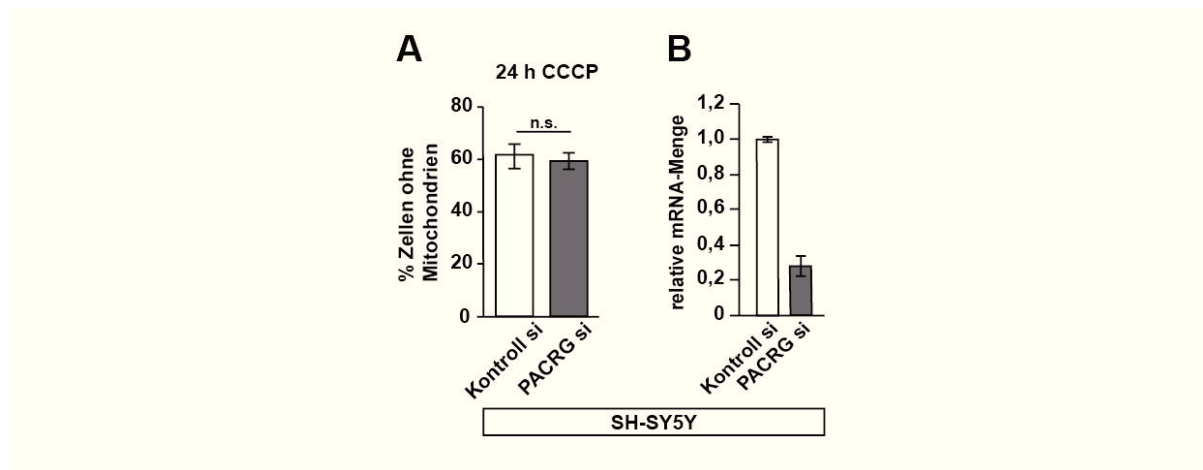 A
24 h CCCP
% Zellen ohne
Mitochondrien
80
60
40
20
0
n.s.
Kontroll si
PACRG si
B
relative mRNA-Menge
1,2
1,0
0,8
0,6
0,4
0,2
0
Kontroll si
PACRG si
SH-SY5Y